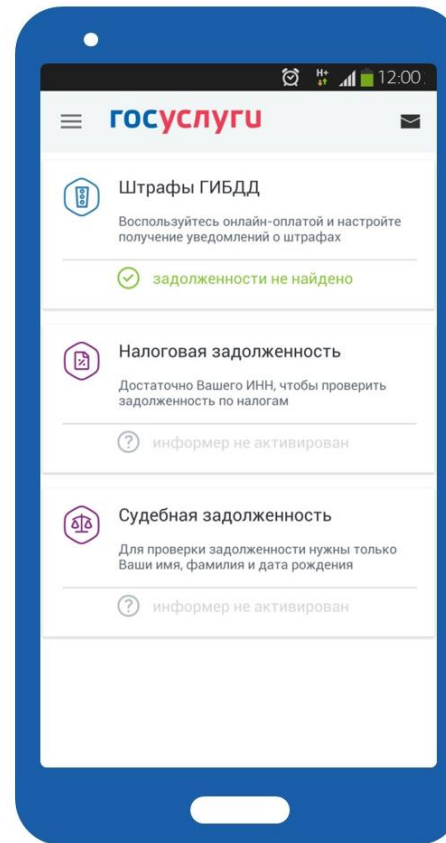 H+
12:00
госуслуги
Штрафы ГИБДД
Воспользуйтесь онлайн-оплатой и настройте
получение уведомлений о штрафах
задолженности не найдено
Налоговая задолженность
Достаточно Вашего ИНН, чтобы проверить
задолженность по налогам
? информер не активирован
Судебная задолженность
Для проверки задолженности нужны только
Ваши имя, фамилия и дата рождения
? информер не активирован